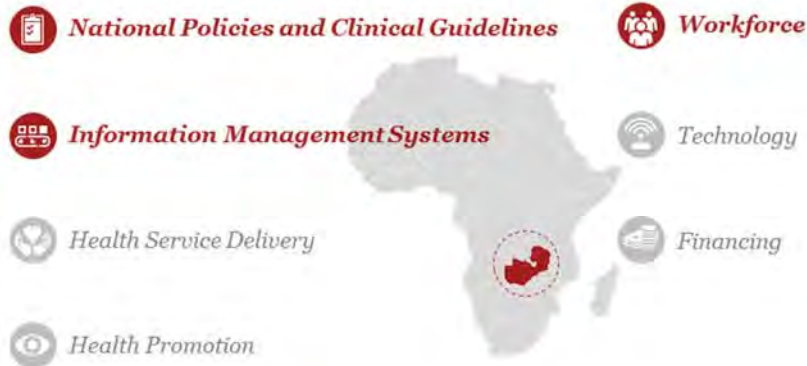 National Policies and Clinical Guidelines
Workforce
Information Management Systems
Technology
Health Service Delivery
Financing
Health Promotion